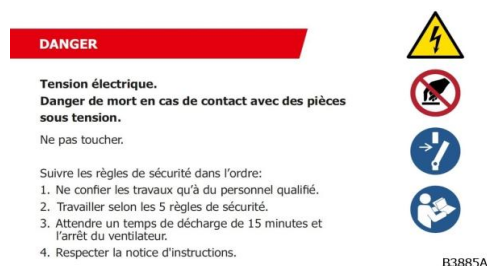 DANGER
Tension électrique.
Danger de mort en cas de contact avec des pièces
sous tension.
Ne pas toucher.
Suivre les règles de sécurité dans l'ordre:
1. Ne confier les travaux qu'à du personnel qualifié.
2. Travailler selon les 5 règles de sécurité.
3. Attendre un temps de décharge de 15 minutes et
l'arrêt du ventilateur.
4. Respecter la notice d'instructions.
B3885A